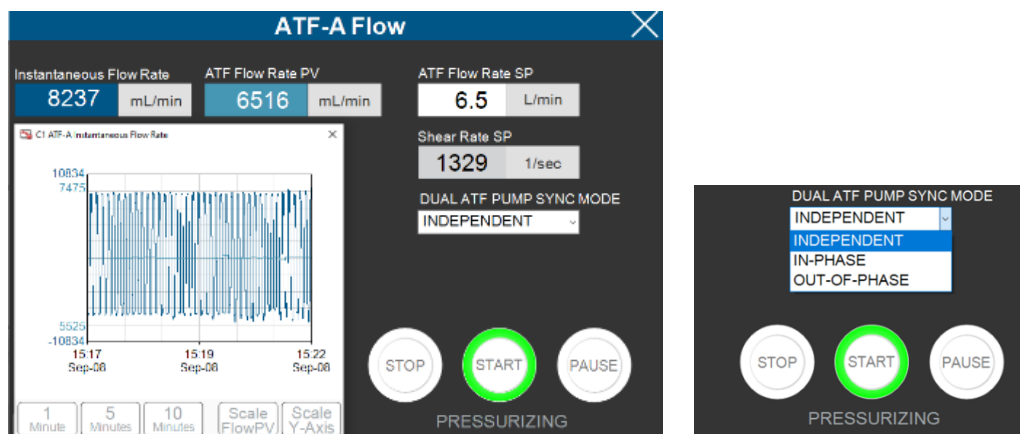 ATF-A Flow
Instantaneous Flow Rate
8237 mL/min
ATF Flow Rate PV
6516 mL/min
ATF Flow Rate SP
6.5 L/min
C1 ATF-A Instantaneous Flow Rate
10834
7475
5525
-10834
15:17
Sep-08
15:19
Sep-08
15:22
Sep-08
1
Minute
5
Minutes
10
Minutes
Scale
FlowPV
Scale
Y-Axis
Shear Rate SP
1329 1/sec
DUAL ATF PUMP SYNC MODE
INDEPENDENT
STOP
START
PAUSE
PRESSURIZING
DUAL ATF PUMP SYNC MODE
INDEPENDENT
INDEPENDENT
IN-PHASE
OUT-OF-PHASE
STOP
START
PAUSE
PRESSURIZING